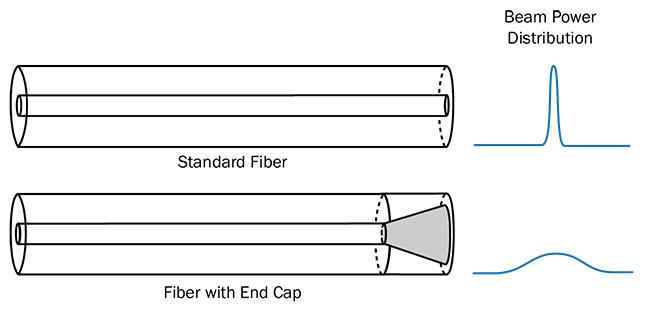 Beam Power
Distribution
Standard Fiber
Fiber with End Cap